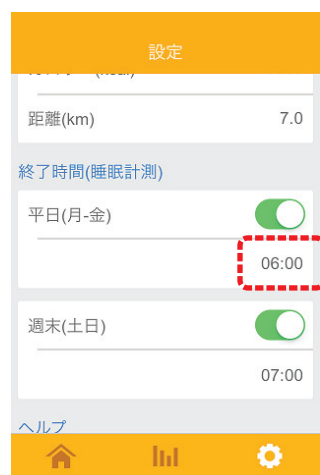 設定
距離(km) 7.0
終了時間(睡眠計測)
平日(月-金)
06:00
週末(土日)
07:00
ヘルプ